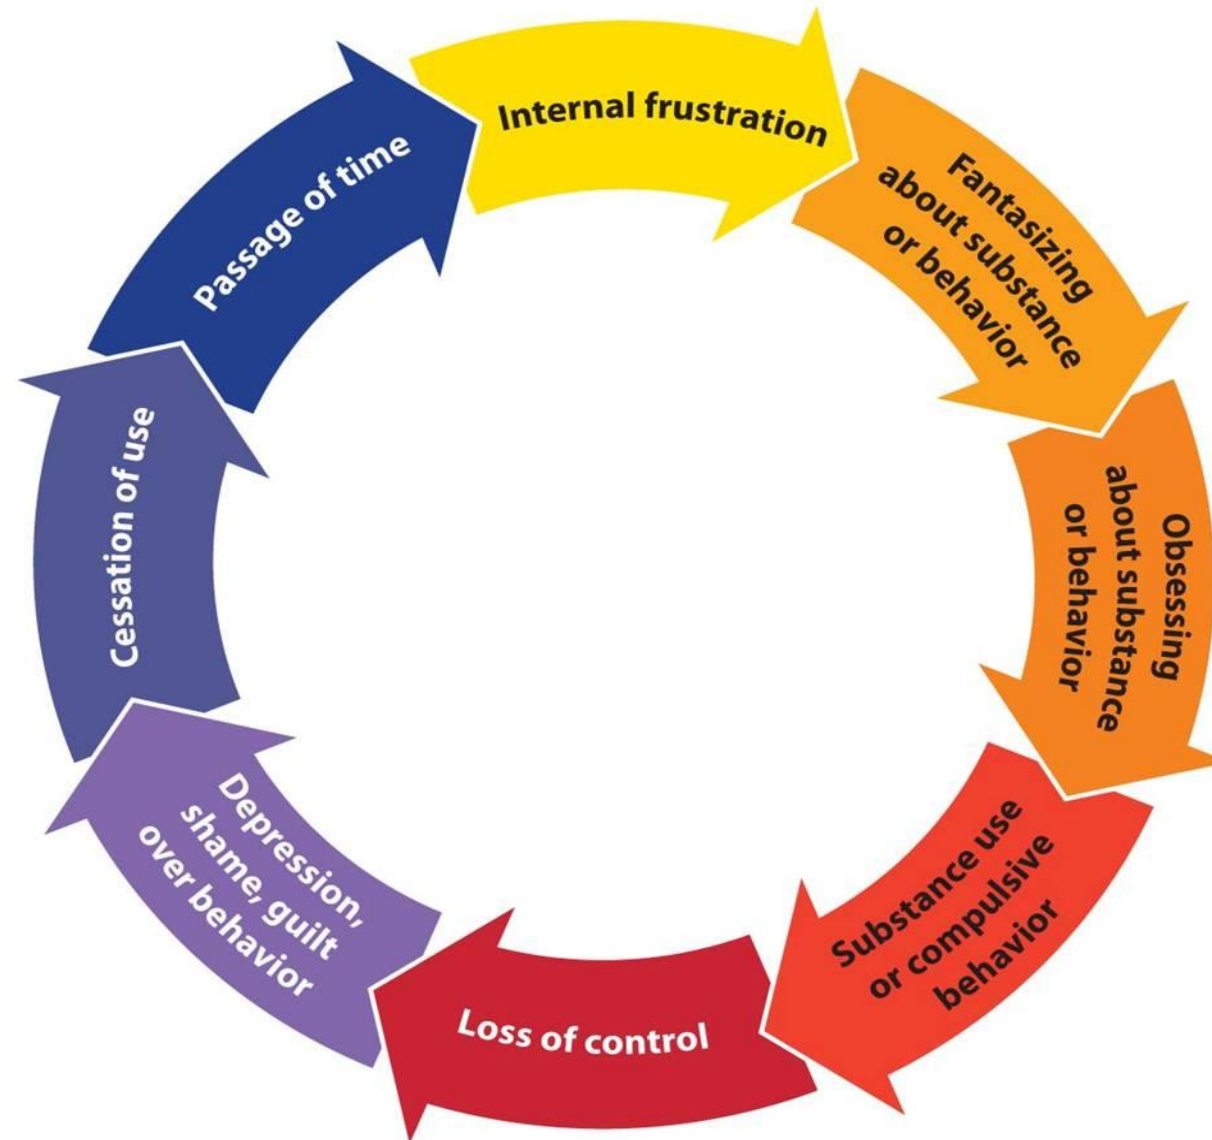 Internal frustration
Fantasizing
about substance
or behavior
Obsessing
about substance
or behavior
Substance use
or compulsive
behavior
Loss of control
Depression,
shame, guilt
over behavior
Cessation of use
Passage of time